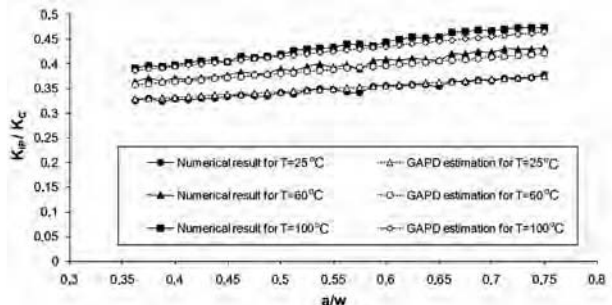 0,5
0,45
0,4
0,35
0,3
0,25
0,2
0,15
0,1
0,05
0
K_IP / K_C
Numerical result for T=25°C
GAPD estimation for T=25°C
Numerical result for T=60°C
GAPD estimation for T=60°C
Numerical result for T=100°C
GAPD estimation for T=100°C
0,3 0,35 0,4 0,45 0,5 0,55 0,6 0,65 0,7 0,75 0,8
a/w